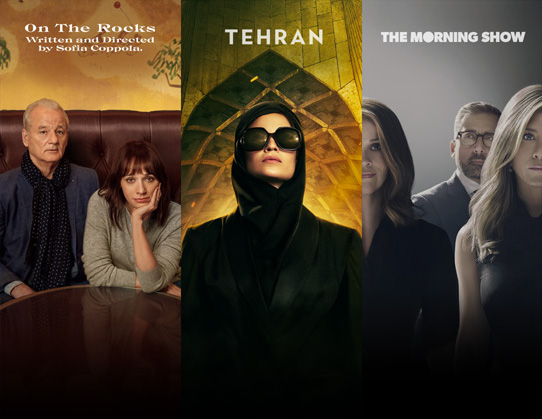 On The Rocks
Written and Directed
by Sofia Coppola.
TEHRAN
THE MORNING SHOW